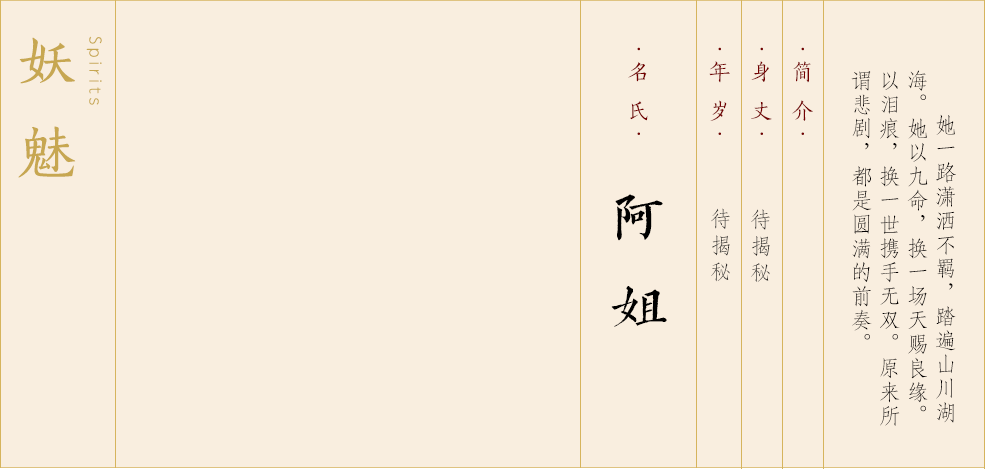 妖魅
Spirits
·名氏·
阿姐
·年岁·
待揭秘
·身丈·
待揭秘
·简介·
她一路潇洒不羁，踏遍山川湖
海。她以九命，换一场天赐良缘。
以泪痕，换一世携手无双。原来所
谓悲剧，都是圆满的前奏。